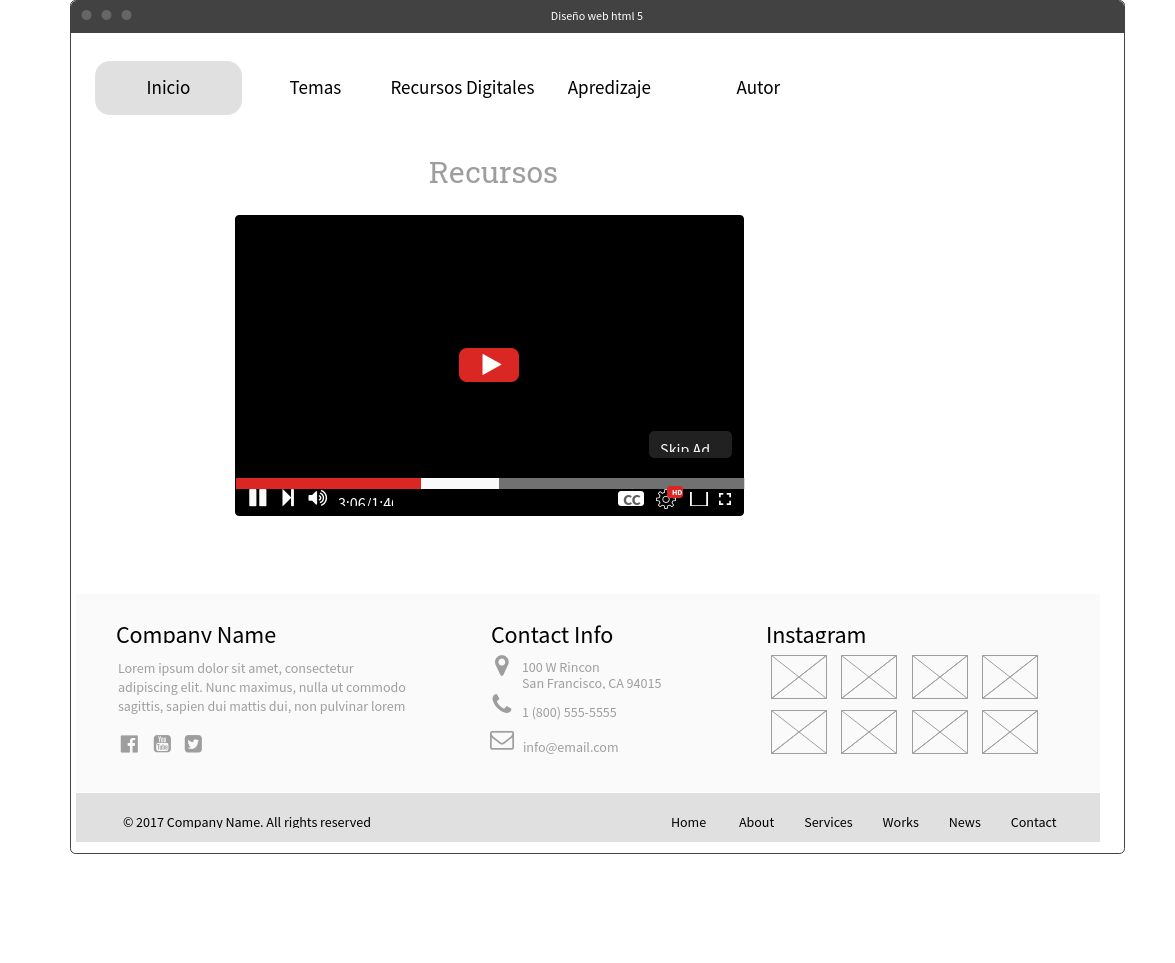 Diseño web html 5
Inicio Temas Recursos Digitales Apredizaje Autor
Recursos
Skip Ad
3:06/1:4
CC HD
Company Name Contact Info Instagram
Lorem ipsum dolor sit amet, consectetur
adipiscing elit. Nunc maximus, nulla ut commodo
sagittis, sapien dui mattis dui, non pulvinar lorem
100 W Rincon
San Francisco, CA 94015
1 (800) 555-5555
info@email.com
You
Tube
© 2017 Company Name. All rights reserved Home About Services Works News Contact